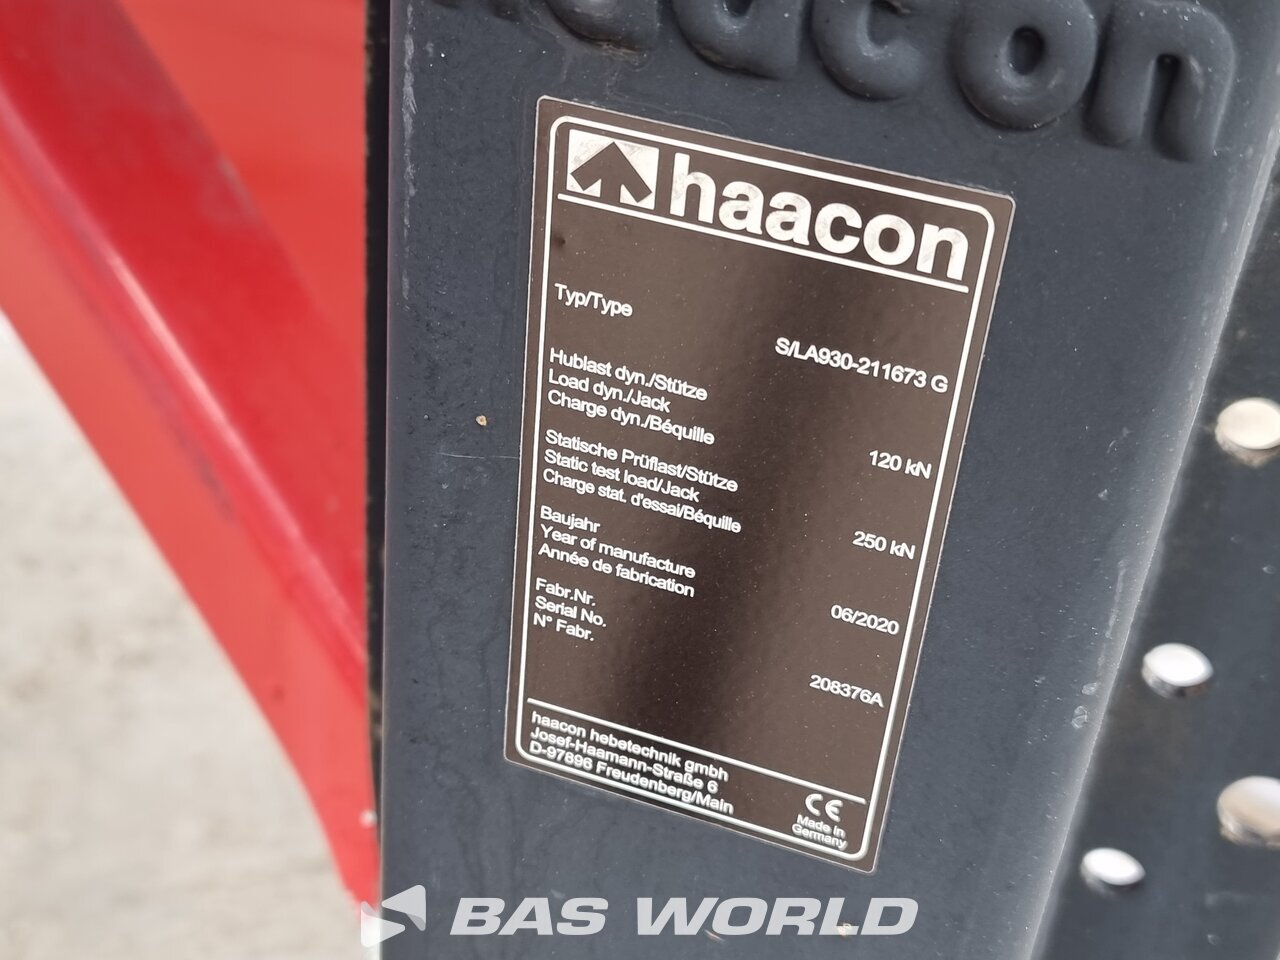 haacon
haacon
Typ/Type
S/LA930-211673 G
Hublast dyn./Stütze
Load dyn./Jack
Charge dyn./Béquille
120 kN
Statische Prüflast/Stütze
Static test load/Jack
Charge stat. d'essai/Béquille
250 kN
Baujahr
Year of manufacture
Année de fabrication
06/2020
Fabr.Nr.
Serial No.
N° Fabr.
208376A
haacon hebetechnik gmbh
Josef-Haamann-Straße 6
D-97896 Freudenberg/Main
CE
Made in
Germany
BAS WORLD